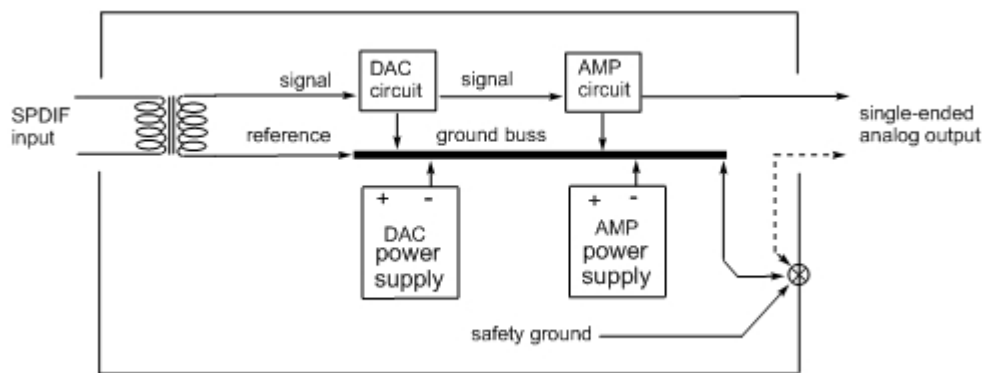 SPDIF
input
signal
DAC
circuit
signal
AMP
circuit
single-ended
analog output
reference
ground buss
+ -
DAC
power
supply
+ -
AMP
power
supply
safety ground